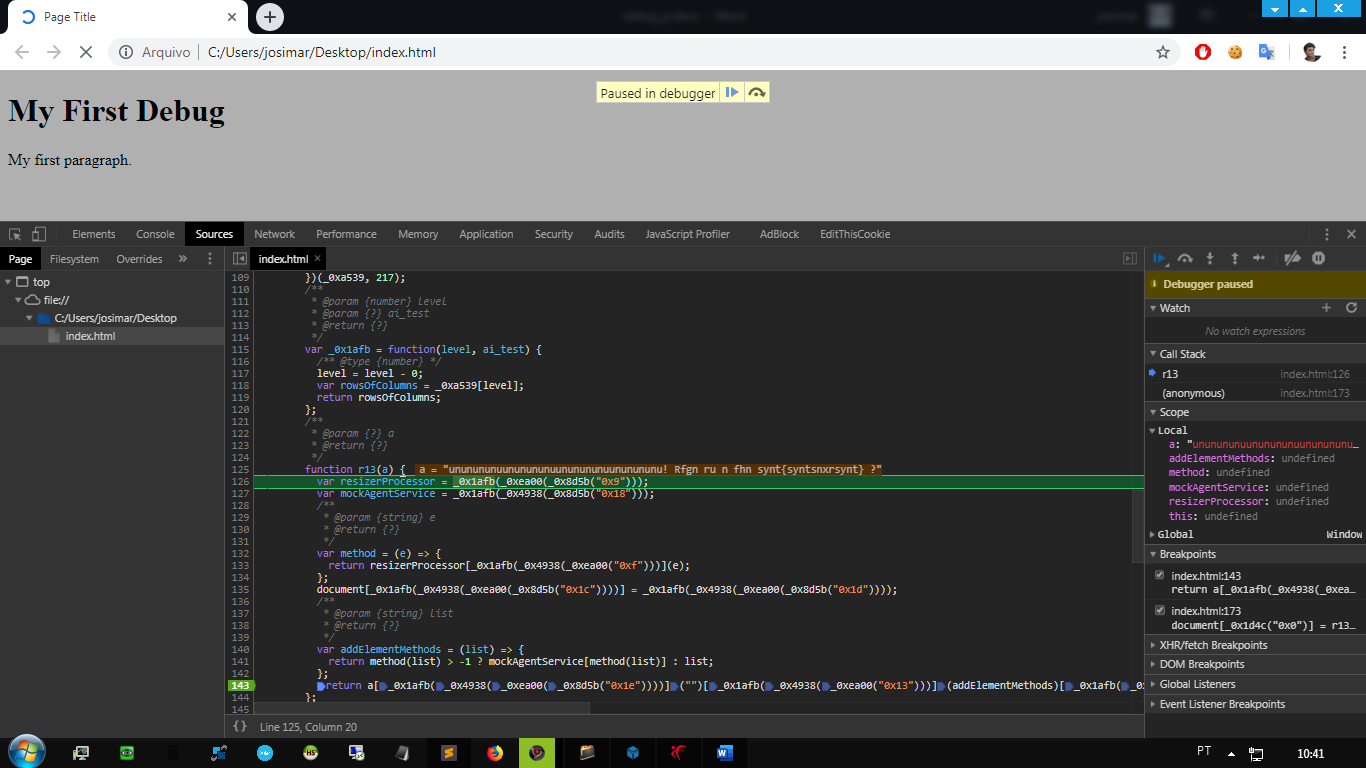 Page Title
Arquivo C:/Users/josimar/Desktop/index.html
Paused in debugger
My First Debug
My first paragraph.
Elements Console Sources Network Performance Memory Application Security Audits JavaScript Profiler AdBlock EditThisCookie
Page Filesystem Overrides »
top
file://
C:/Users/josimar/Desktop
index.html
index.html
109 })(_0xa539, 217);
110 /**
111 * @param {number} level
112 * @param {?} ai_test
113 * @return {?}
114 */
115 var _0x1afb = function(level, ai_test) {
116 /** @type {number} */
117 level = level - 0;
118 var rowsOfColumns = _0xa539[level];
119 return rowsOfColumns;
120 };
121 /**
122 * @param {?} a
123 * @return {?}
124 */
125 function r13(a) { a = "unununununuunununununuunununununuunununununu! Rfgn ru n fhn synt{syntsnxrsynt} ?"
126 var resizerProcessor = _0x1afb(_0xea00(_0x8d5b("0x9")));
127 var mockAgentService = _0x1afb(_0x4938(_0x8d5b("0x18")));
128 /**
129 * @param {string} e
130 * @return {?}
131 */
132 var method = (e) => {
133 return resizerProcessor[_0x1afb(_0x4938(_0xea00("0xf")))](e);
134 };
135 document[_0x1afb(_0x4938(_0xea00(_0x8d5b("0x1c"))))] = _0x1afb(_0x4938(_0xea00(_0x8d5b("0x1d"))));
136 /**
137 * @param {string} list
138 * @return {?}
139 */
140 var addElementMethods = (list) => {
141 return method(list) > -1 ? mockAgentService[method(list)] : list;
142 };
143 return a[_0x1afb(_0x4938(_0xea00(_0x8d5b("0x1e"))))]("")[_0x1afb(_0x4938(_0xea00("0x13")))](addElementMethods)[_0x1afb(_0x
144 };
145
{} Line 125, Column 20
Debugger paused
Watch
No watch expressions
Call Stack
r13 index.html:126
(anonymous) index.html:173
Scope
Local
a: "unununununuunununununuunununununu…
addElementMethods: undefined
method: undefined
mockAgentService: undefined
resizerProcessor: undefined
this: undefined
Global Window
Breakpoints
index.html:143
return a[_0x1afb(_0x4938(_0xea…
index.html:173
document[_0x1d4c("0x0")] = r13…
XHR/fetch Breakpoints
DOM Breakpoints
Global Listeners
Event Listener Breakpoints
PT 10:41